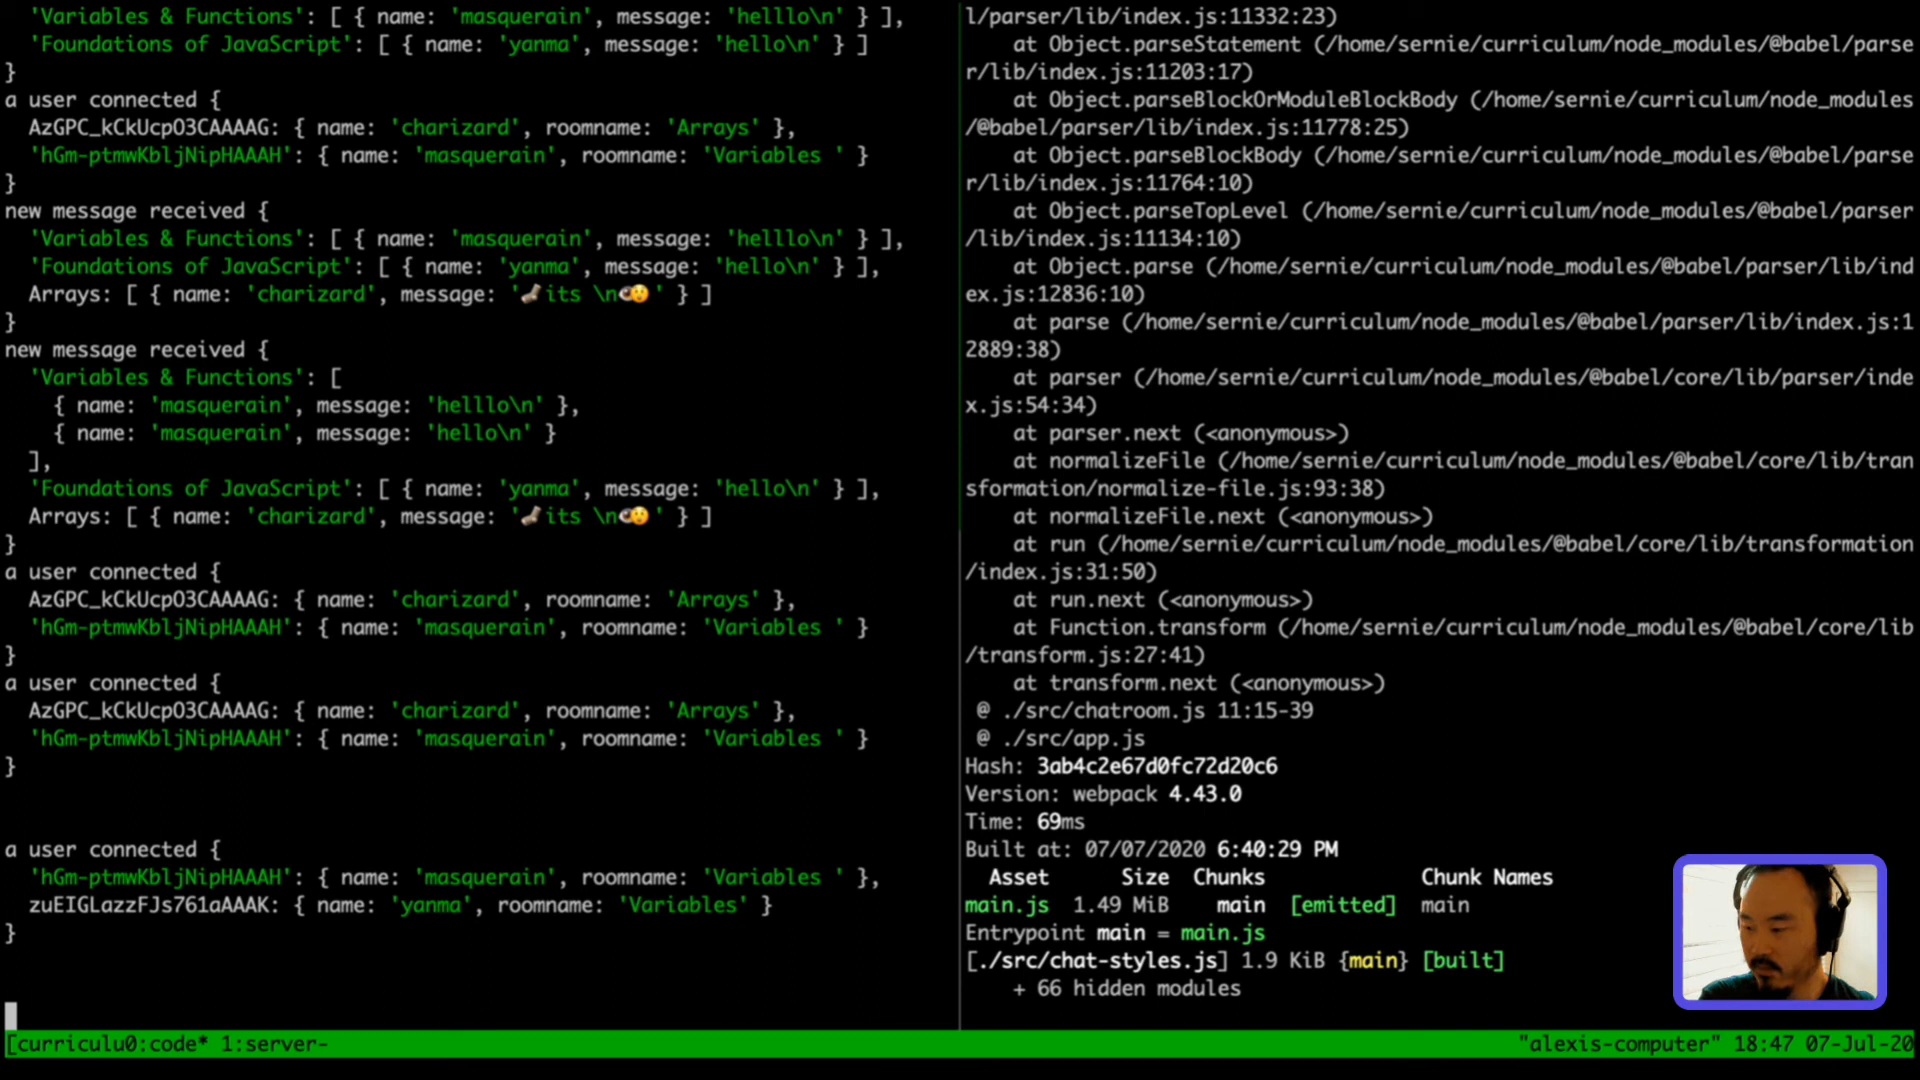 'Variables & Functions': [ { name: 'masquerain', message: 'helllo\n' } ],
'Foundations of JavaScript': [ { name: 'yanma', message: 'hello\n' } ]
}
a user connected {
AzGPC_kCkUcpO3CAAAAG: { name: 'charizard', roomname: 'Arrays' },
'hGm-ptmwKbljNipHAAAH': { name: 'masquerain', roomname: 'Variables ' }
}
new message received {
'Variables & Functions': [ { name: 'masquerain', message: 'helllo\n' } ],
'Foundations of JavaScript': [ { name: 'yanma', message: 'hello\n' } ],
Arrays: [ { name: 'charizard', message: '🦶its \n👁🤨' } ]
}
new message received {
'Variables & Functions': [
{ name: 'masquerain', message: 'helllo\n' },
{ name: 'masquerain', message: 'hello\n' }
],
'Foundations of JavaScript': [ { name: 'yanma', message: 'hello\n' } ],
Arrays: [ { name: 'charizard', message: '🦶its \n👁🤨' } ]
}
a user connected {
AzGPC_kCkUcpO3CAAAAG: { name: 'charizard', roomname: 'Arrays' },
'hGm-ptmwKbljNipHAAAH': { name: 'masquerain', roomname: 'Variables ' }
}
a user connected {
AzGPC_kCkUcpO3CAAAAG: { name: 'charizard', roomname: 'Arrays' },
'hGm-ptmwKbljNipHAAAH': { name: 'masquerain', roomname: 'Variables ' }
}
a user connected {
'hGm-ptmwKbljNipHAAAH': { name: 'masquerain', roomname: 'Variables ' },
zuEIGLazzFJs761aAAAK: { name: 'yanma', roomname: 'Variables' }
}
l/parser/lib/index.js:11332:23)
at Object.parseStatement (/home/sernie/curriculum/node_modules/@babel/parse
r/lib/index.js:11203:17)
at Object.parseBlockOrModuleBlockBody (/home/sernie/curriculum/node_modules
/@babel/parser/lib/index.js:11778:25)
at Object.parseBlockBody (/home/sernie/curriculum/node_modules/@babel/parse
r/lib/index.js:11764:10)
at Object.parseTopLevel (/home/sernie/curriculum/node_modules/@babel/parser
/lib/index.js:11134:10)
at Object.parse (/home/sernie/curriculum/node_modules/@babel/parser/lib/ind
ex.js:12836:10)
at parse (/home/sernie/curriculum/node_modules/@babel/parser/lib/index.js:1
2889:38)
at parser (/home/sernie/curriculum/node_modules/@babel/core/lib/parser/inde
x.js:54:34)
at parser.next (<anonymous>)
at normalizeFile (/home/sernie/curriculum/node_modules/@babel/core/lib/tran
sformation/normalize-file.js:93:38)
at normalizeFile.next (<anonymous>)
at run (/home/sernie/curriculum/node_modules/@babel/core/lib/transformation
/index.js:31:50)
at run.next (<anonymous>)
at Function.transform (/home/sernie/curriculum/node_modules/@babel/core/lib
/transform.js:27:41)
at transform.next (<anonymous>)
@ ./src/chatroom.js 11:15-39
@ ./src/app.js
Hash: 3ab4c2e67d0fc72d20c6
Version: webpack 4.43.0
Time: 69ms
Built at: 07/07/2020 6:40:29 PM
Asset Size Chunks Chunk Names
main.js 1.49 MiB main [emitted] main
Entrypoint main = main.js
[./src/chat-styles.js] 1.9 KiB {main} [built]
+ 66 hidden modules
[curriculu0:code* 1:server- "alexis-computer" 18:47 07-Jul-20